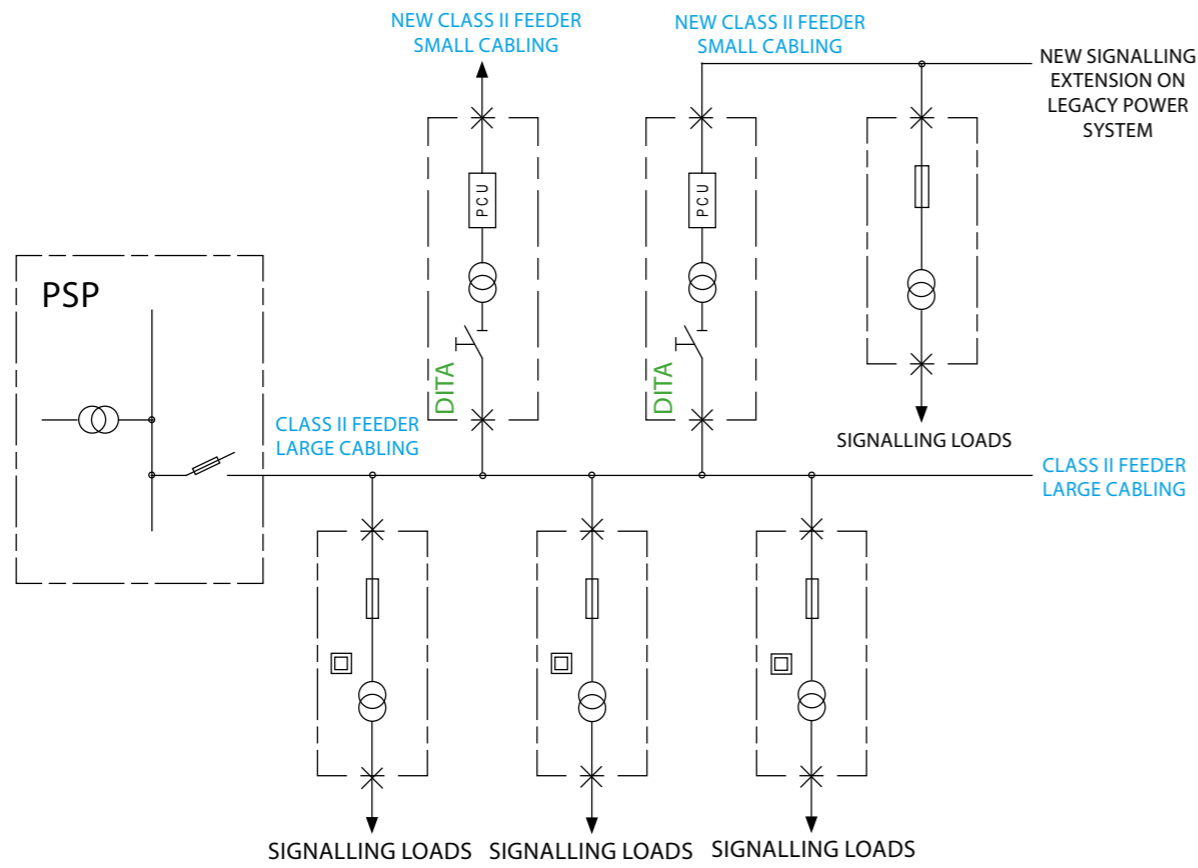 NEW CLASS II FEEDER
SMALL CABLING
NEW CLASS II FEEDER
SMALL CABLING
NEW SIGNALLING
EXTENSION ON
LEGACY POWER
SYSTEM
PCU
PCU
PSP
DITA
DITA
CLASS II FEEDER
LARGE CABLING
SIGNALLING LOADS
CLASS II FEEDER
LARGE CABLING
SIGNALLING LOADS
SIGNALLING LOADS
SIGNALLING LOADS